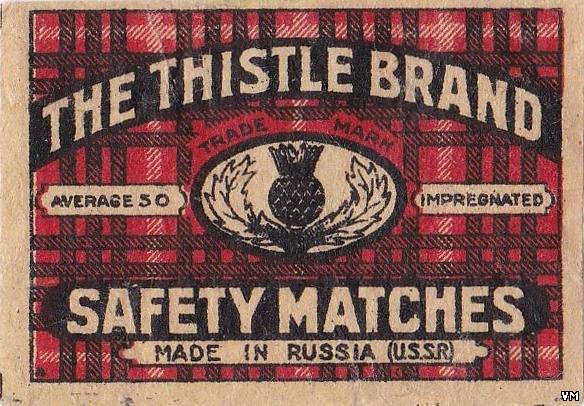 THE THISTLE BRAND
TRADE MARK
AVERAGE 50
IMPREGNATED
SAFETY MATCHES
MADE IN RUSSIA (U.S.S.R)
VM